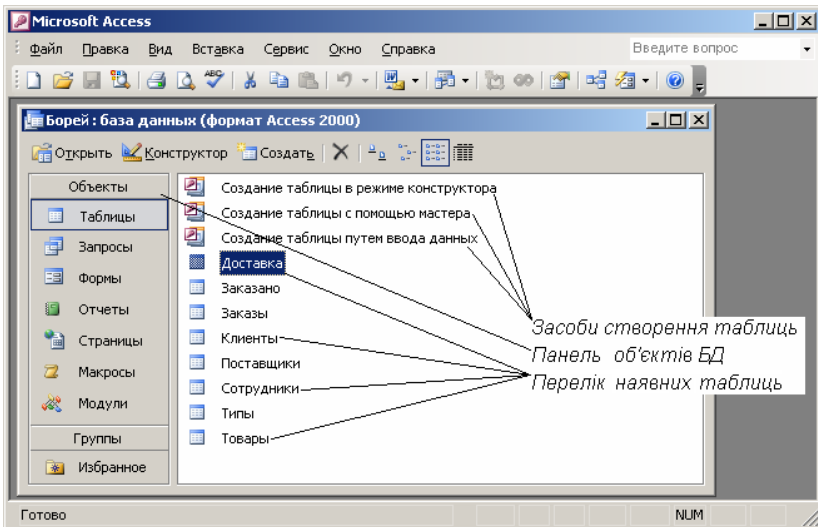 Microsoft Access
Файл Правка Вид Вставка Сервис Окно Справка Введите вопрос
Борей : база данных (формат Access 2000)
Открыть Конструктор Создать
Объекты
Таблицы
Запросы
Формы
Отчеты
Страницы
Макросы
Модули
Группы
Избранное
Создание таблицы в режиме конструктора
Создание таблицы с помощью мастера
Создание таблицы путем ввода данных
Доставка
Заказано
Заказы
Клиенты
Поставщики
Сотрудники
Типы
Товары
Засоби створення таблиць
Панель об'єктів БД
Перелік наявних таблиць
Готово NUM